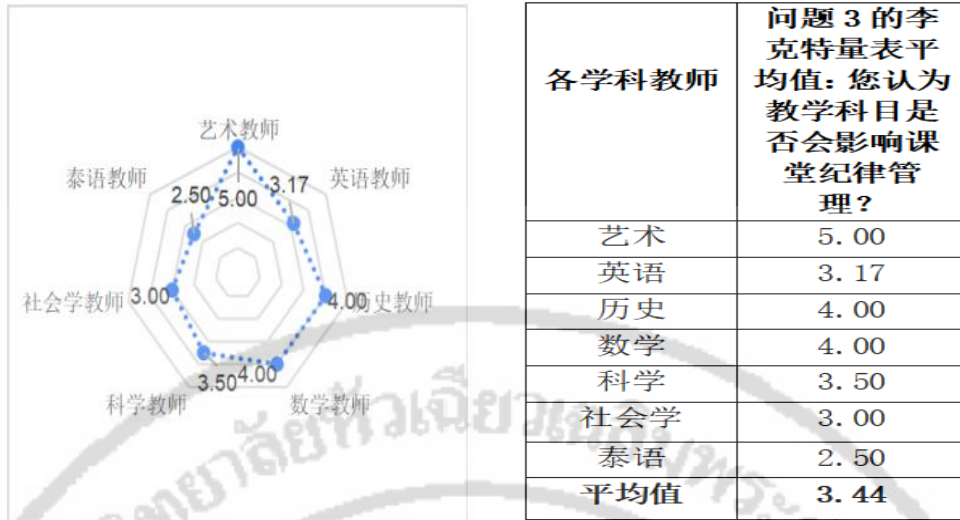 艺术教师
泰语教师
英语教师
2.50
5.00
3.17
社会学教师
3.00
4.00
历史教师
3.50
4.00
科学教师
数学教师
各学科教师
问题 3 的李
克特量表平
均值：您认为
教学科目是
否会影响课
堂纪律管
理？
艺术 5.00
英语 3.17
历史 4.00
数学 4.00
科学 3.50
社会学 3.00
泰语 2.50
平均值 3.44